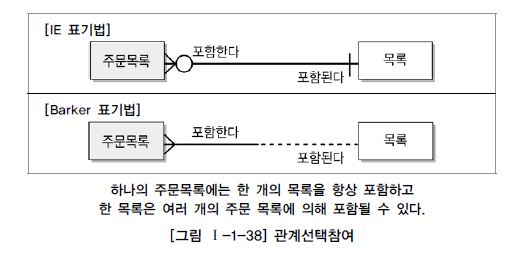 [IE 표기법]
주문목록
포함한다
포함된다
목록
[Barker 표기법]
주문목록
포함한다
포함된다
목록
하나의 주문목록에는 한 개의 목록을 항상 포함하고
한 목록은 여러 개의 주문 목록에 의해 포함될 수 있다.
[그림 Ⅰ-1-38] 관계선택참여